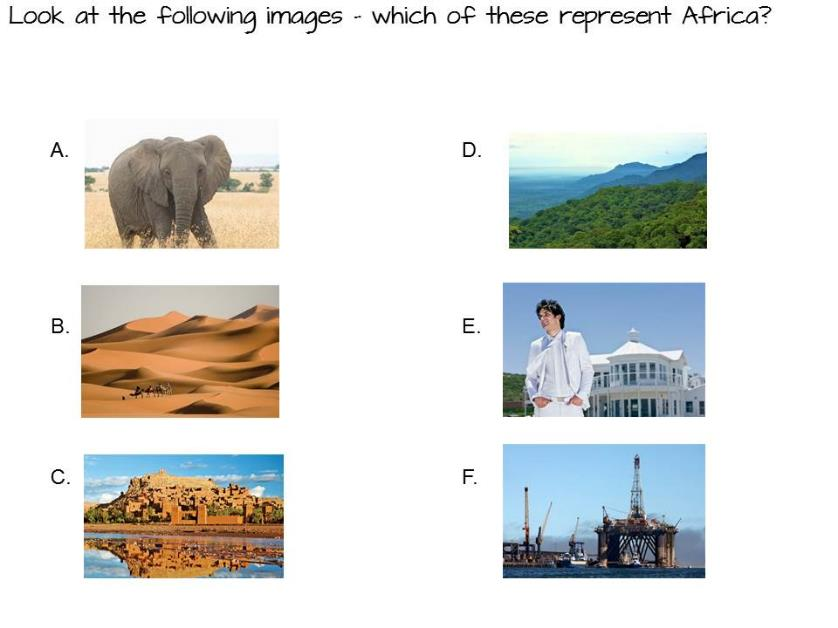 Look at the following images - which of these represent Africa?
A.
D.
B.
E.
C.
F.